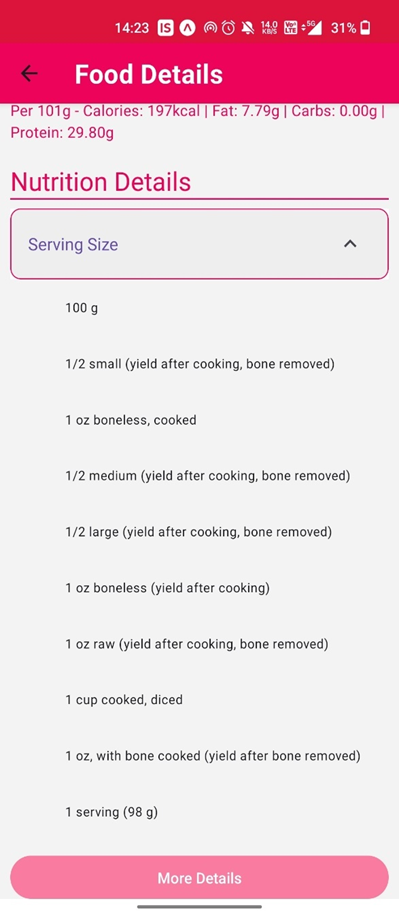 14:23 IS 14.0 KB/S Vo LTE 5G 31%
Food Details
Per 101g - Calories: 197kcal | Fat: 7.79g | Carbs: 0.00g |
Protein: 29.80g
Nutrition Details
Serving Size
100 g
1/2 small (yield after cooking, bone removed)
1 oz boneless, cooked
1/2 medium (yield after cooking, bone removed)
1/2 large (yield after cooking, bone removed)
1 oz boneless (yield after cooking)
1 oz raw (yield after cooking, bone removed)
1 cup cooked, diced
1 oz, with bone cooked (yield after bone removed)
1 serving (98 g)
More Details